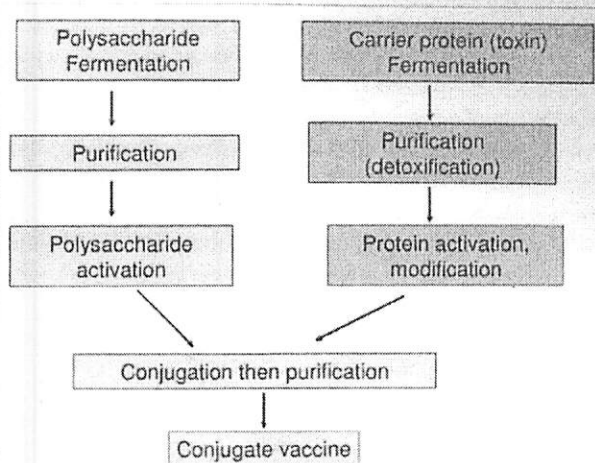 Polysaccharide
Fermentation
Carrier protein (toxin)
Fermentation
Purification
Purification
(detoxification)
Polysaccharide
activation
Protein activation,
modification
Conjugation then purification
Conjugate vaccine